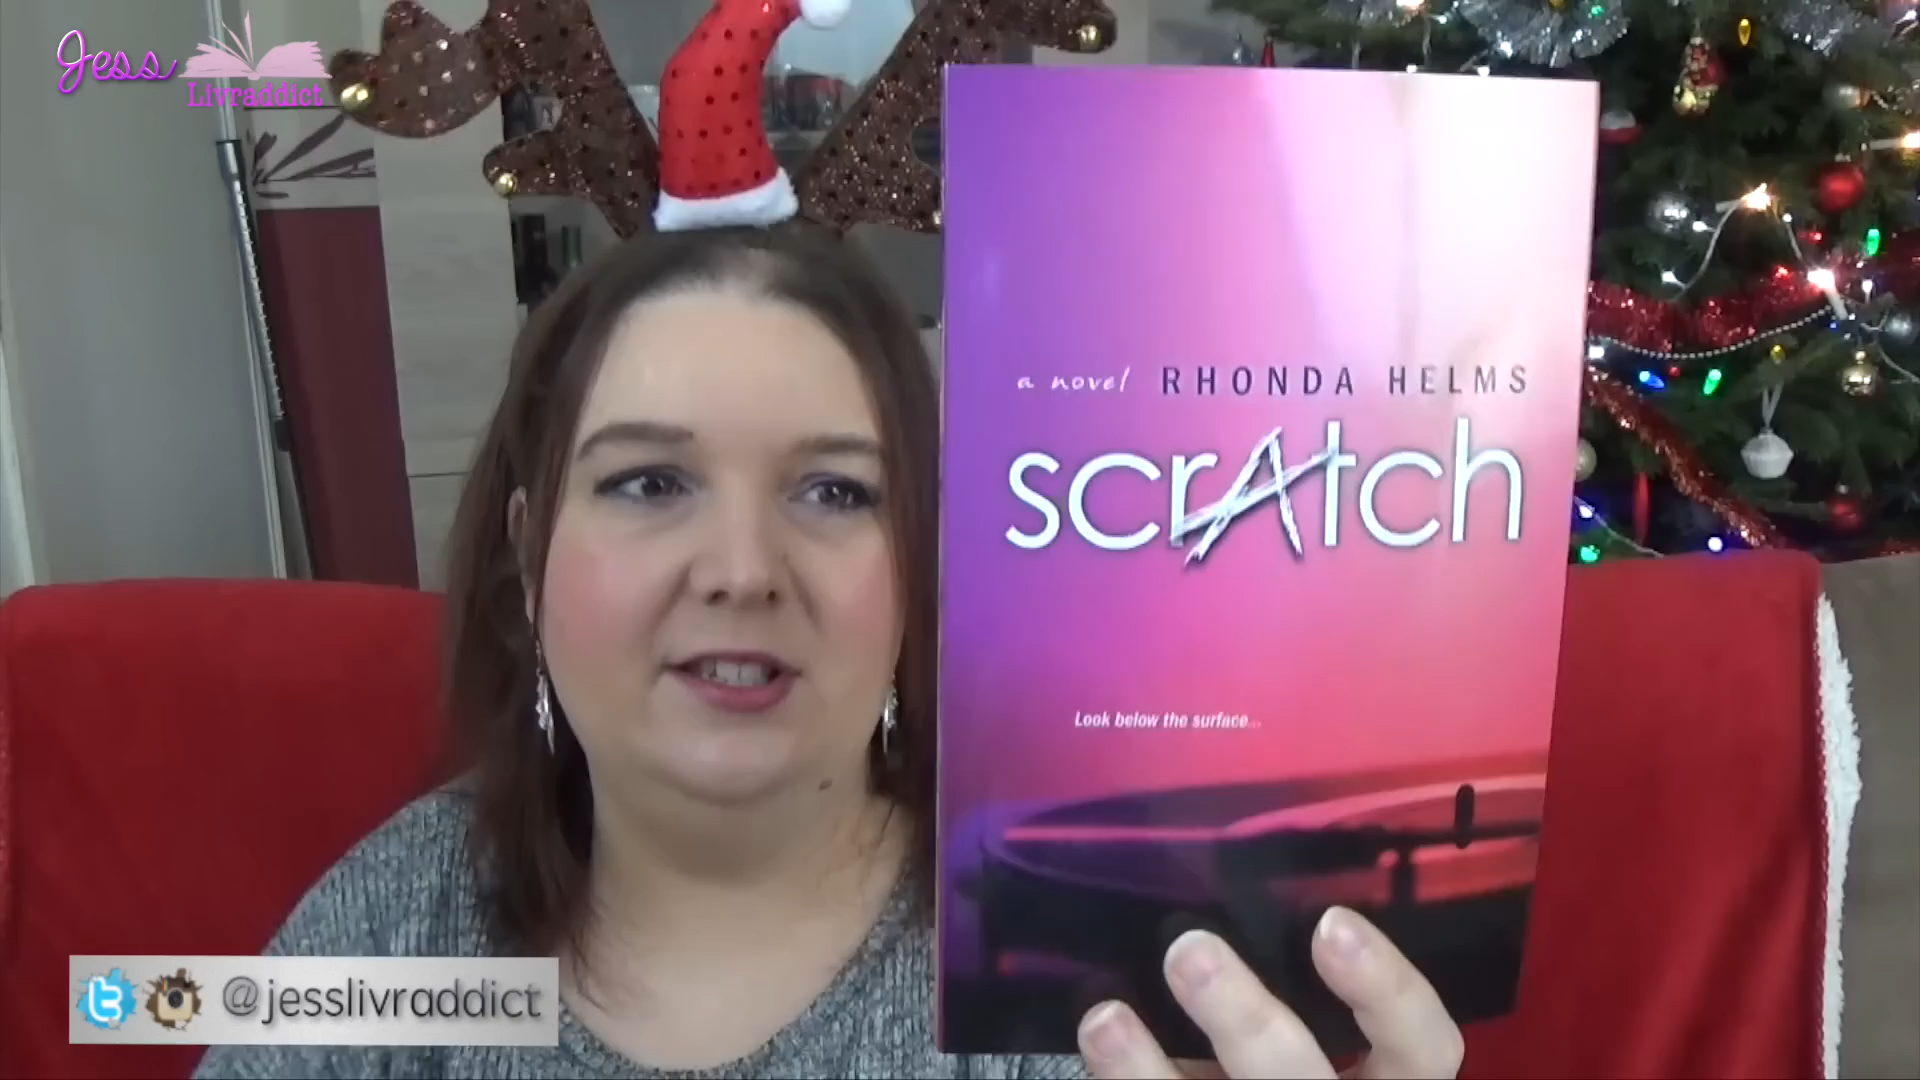 Jess
Livraddict
a novel RHONDA HELMS
scrAtch
Look below the surface...
@jesslivraddict